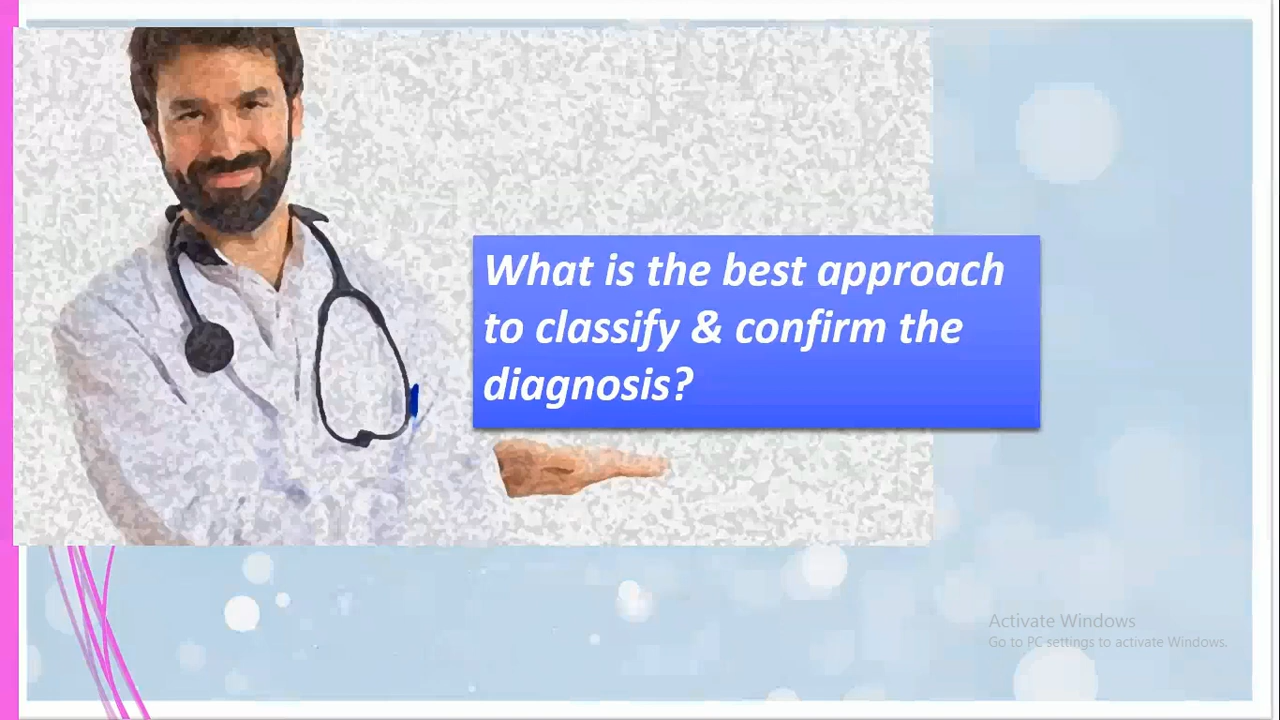 What is the best approach
to classify & confirm the
diagnosis?
Activate Windows
Go to PC settings to activate Windows.